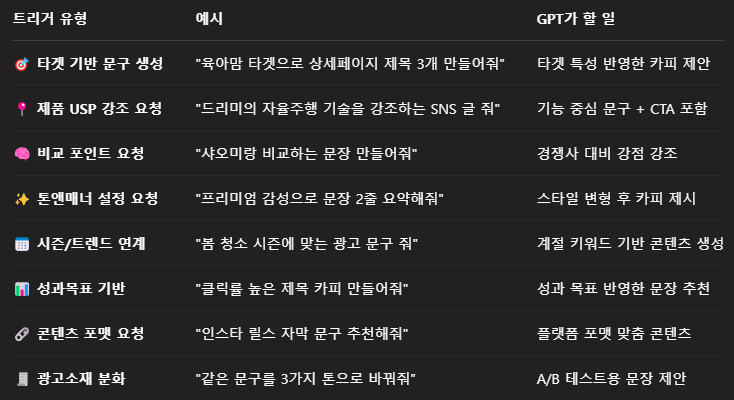 트리거 유형 예시 GPT가 할 일
🎯 타겟 기반 문구 생성 "육아맘 타겟으로 상세페이지 제목 3개 만들어줘" 타겟 특성 반영한 카피 제안
📍 제품 USP 강조 요청 "드리미의 자율주행 기술을 강조하는 SNS 글 줘" 기능 중심 문구 + CTA 포함
🧠 비교 포인트 요청 "샤오미랑 비교하는 문장 만들어줘" 경쟁사 대비 강점 강조
✨ 톤앤매너 설정 요청 "프리미엄 감성으로 문장 2줄 요약해줘" 스타일 변형 후 카피 제시
🗓️ 시즌/트렌드 연계 "봄 청소 시즌에 맞는 광고 문구 줘" 계절 키워드 기반 콘텐츠 생성
📊 성과목표 기반 "클릭률 높은 제목 카피 만들어줘" 성과 목표 반영한 문장 추천
🔗 콘텐츠 포맷 요청 "인스타 릴스 자막 문구 추천해줘" 플랫폼 포맷 맞춤 콘텐츠
🧾 광고소재 분화 "같은 문구를 3가지 톤으로 바꿔줘" A/B 테스트용 문장 제안